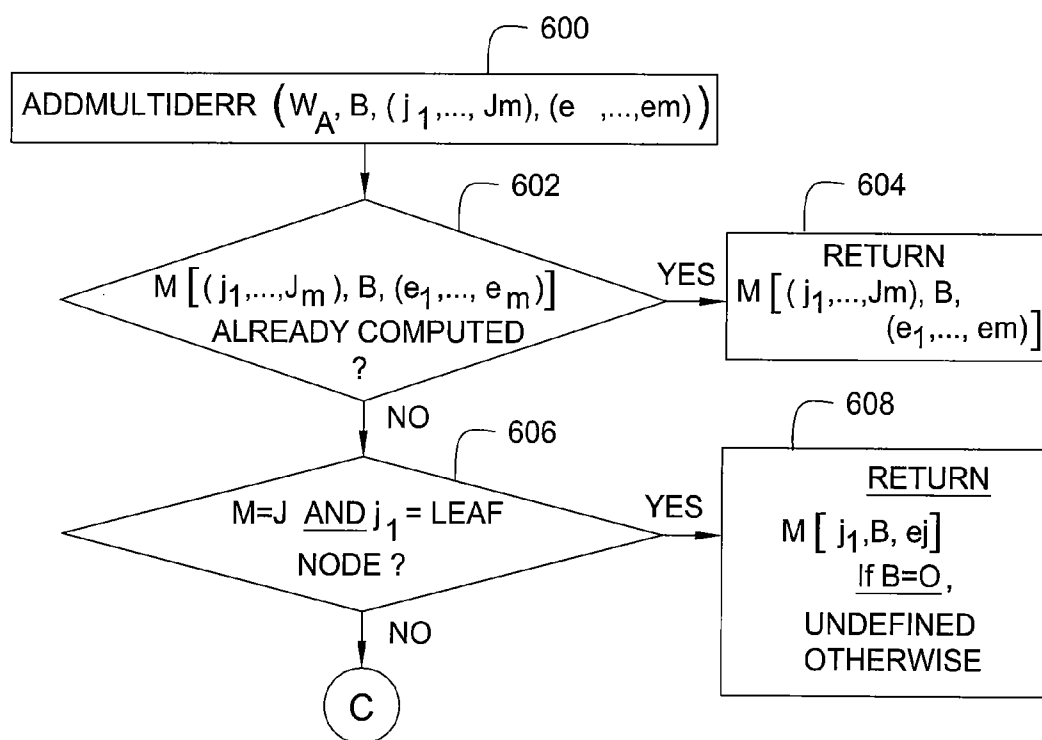 600
ADDMULTIDERR (W_A, B, (j_1,..., Jm), (e ,...,em))
602
M [(j_1,...,J_m), B, (e_1,..., e_m)]
ALREADY COMPUTED
?
YES
604
RETURN
M [(j_1,...,Jm), B,
(e_1,..., em)]
NO
606
M=J AND j_1 = LEAF
NODE ?
YES
608
RETURN
M [ j_1,B, ej]
If B=O,
UNDEFINED
OTHERWISE
NO
C